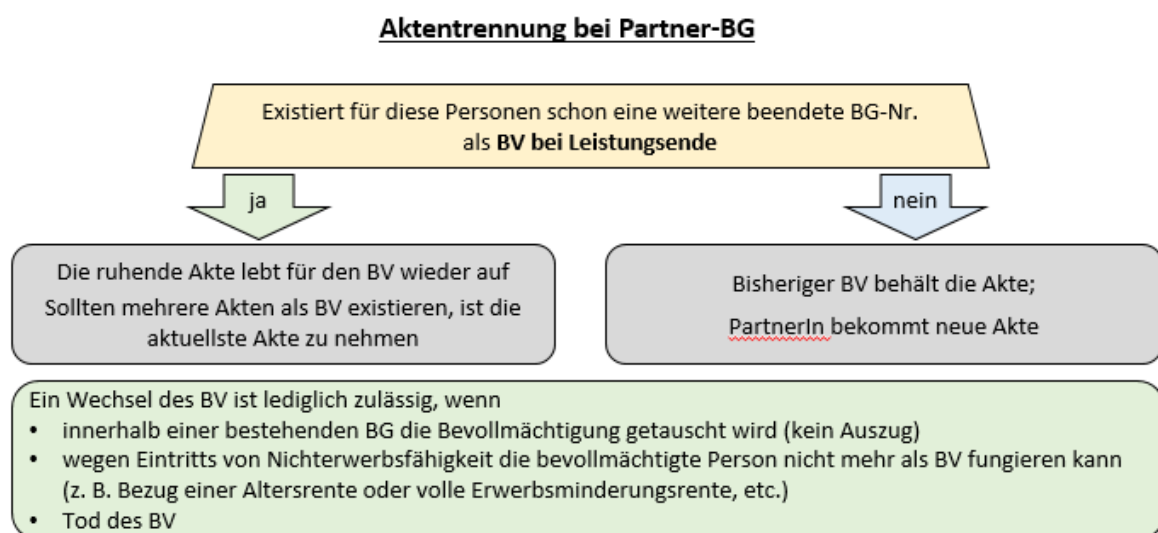 Aktentrennung bei Partner-BG
Existiert für diese Personen schon eine weitere beendete BG-Nr.
als BV bei Leistungsende
ja
nein
Die ruhende Akte lebt für den BV wieder auf
Sollten mehrere Akten als BV existieren, ist die
aktuellste Akte zu nehmen
Bisheriger BV behält die Akte;
PartnerIn bekommt neue Akte
Ein Wechsel des BV ist lediglich zulässig, wenn
• innerhalb einer bestehenden BG die Bevollmächtigung getauscht wird (kein Auszug)
• wegen Eintritts von Nichterwerbsfähigkeit die bevollmächtigte Person nicht mehr als BV fungieren kann
(z. B. Bezug einer Altersrente oder volle Erwerbsminderungsrente, etc.)
• Tod des BV